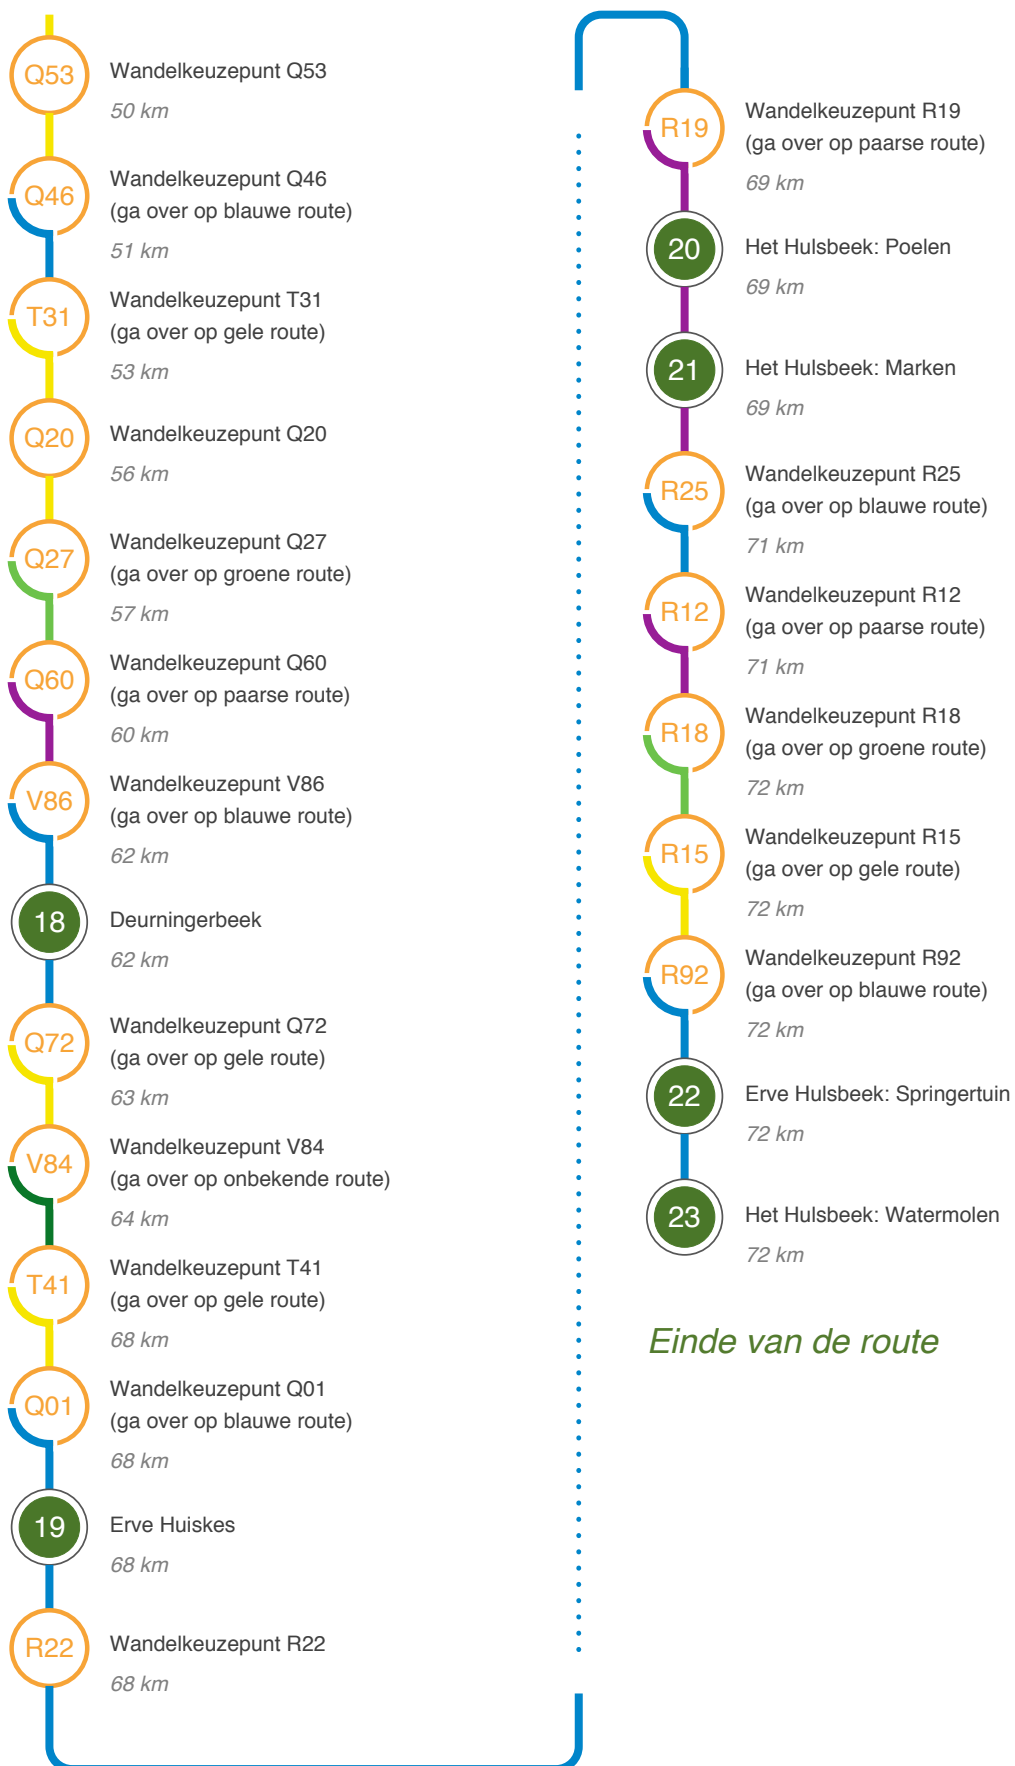 Q53
Wandelkeuzepunt Q53
50 km
Q46
Wandelkeuzepunt Q46
(ga over op blauwe route)
51 km
T31
Wandelkeuzepunt T31
(ga over op gele route)
53 km
Q20
Wandelkeuzepunt Q20
56 km
Q27
Wandelkeuzepunt Q27
(ga over op groene route)
57 km
Q60
Wandelkeuzepunt Q60
(ga over op paarse route)
60 km
V86
Wandelkeuzepunt V86
(ga over op blauwe route)
62 km
18
Deurningerbeek
62 km
Q72
Wandelkeuzepunt Q72
(ga over op gele route)
63 km
V84
Wandelkeuzepunt V84
(ga over op onbekende route)
64 km
T41
Wandelkeuzepunt T41
(ga over op gele route)
68 km
Q01
Wandelkeuzepunt Q01
(ga over op blauwe route)
68 km
19
Erve Huiskes
68 km
R22
Wandelkeuzepunt R22
68 km
R19
Wandelkeuzepunt R19
(ga over op paarse route)
69 km
20
Het Hulsbeek: Poelen
69 km
21
Het Hulsbeek: Marken
69 km
R25
Wandelkeuzepunt R25
(ga over op blauwe route)
71 km
R12
Wandelkeuzepunt R12
(ga over op paarse route)
71 km
R18
Wandelkeuzepunt R18
(ga over op groene route)
72 km
R15
Wandelkeuzepunt R15
(ga over op gele route)
72 km
R92
Wandelkeuzepunt R92
(ga over op blauwe route)
72 km
22
Erve Hulsbeek: Springertuin
72 km
23
Het Hulsbeek: Watermolen
72 km
Einde van de route